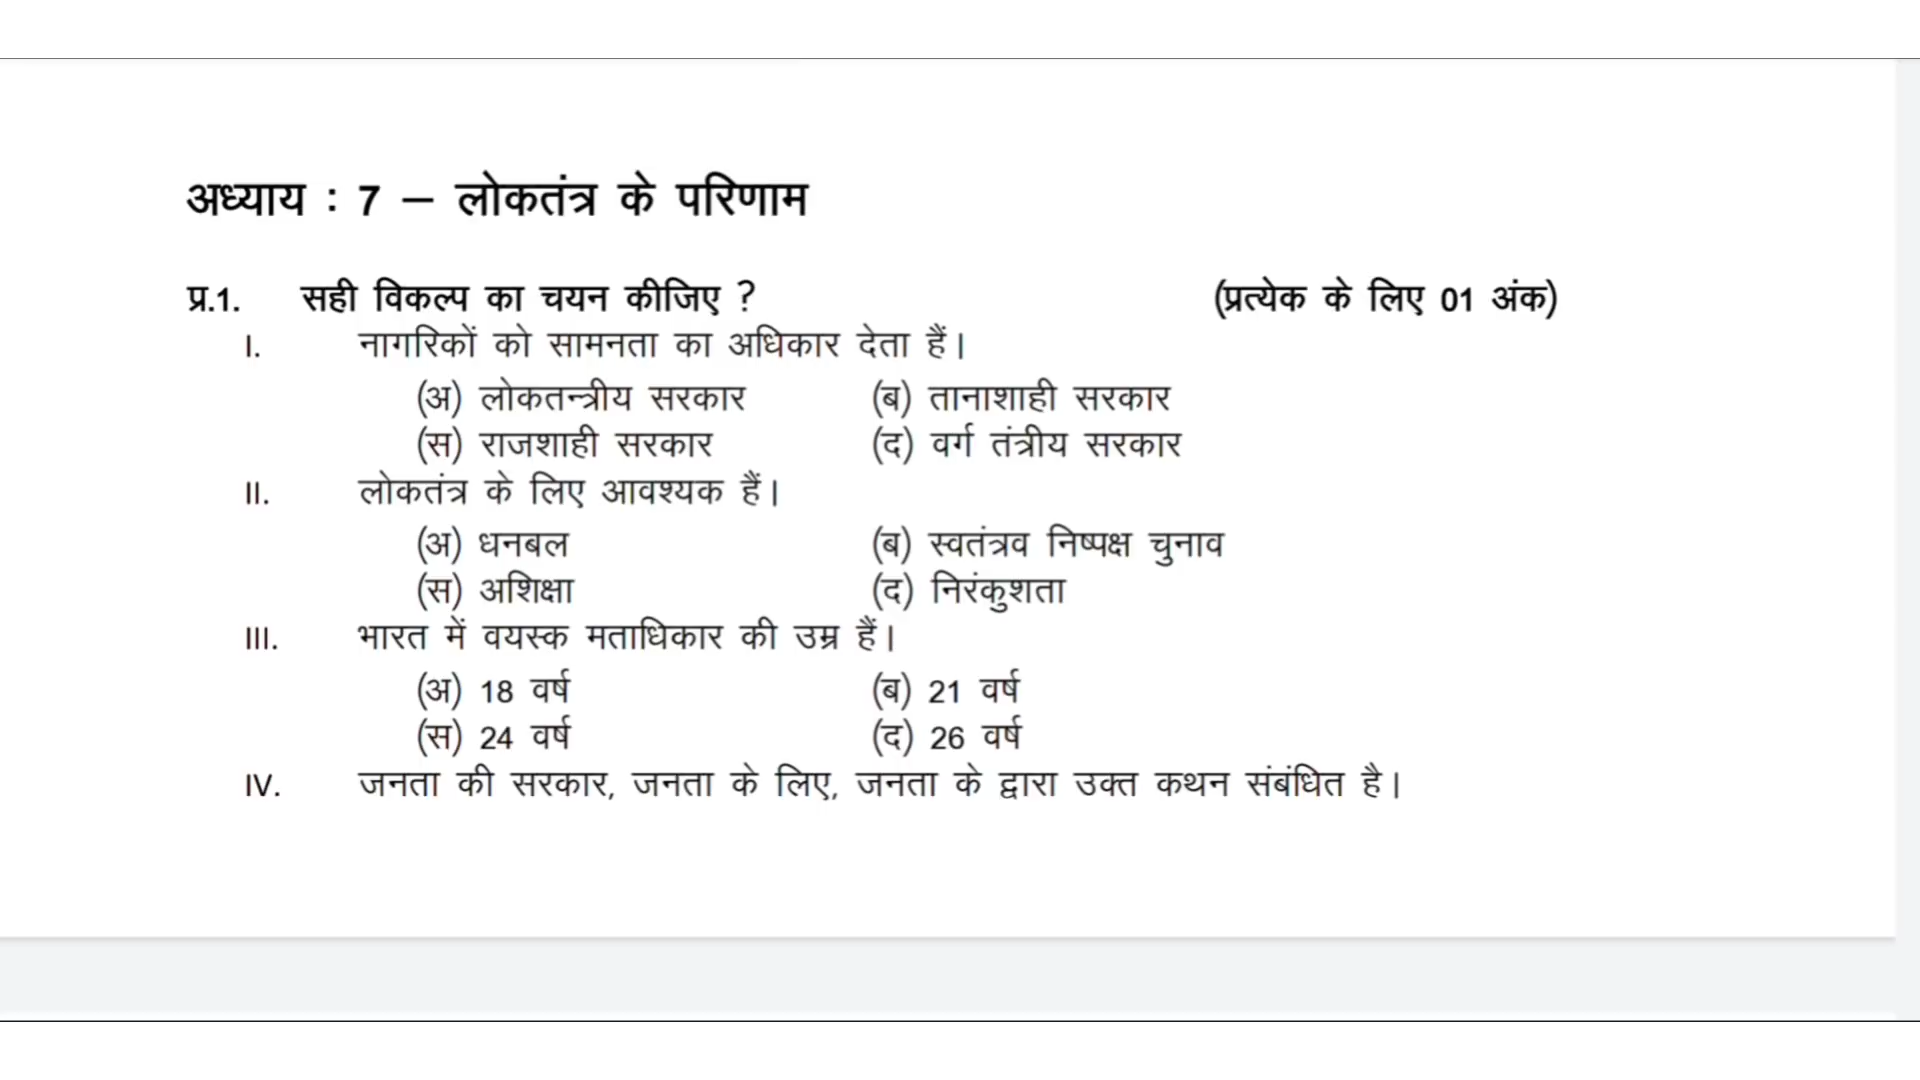 अध्याय : 7 – लोकतंत्र के परिणाम
प्र.1. सही विकल्प का चयन कीजिए ? (प्रत्येक के लिए 01 अंक)
I. नागरिकों को सामनता का अधिकार देता हैं।
(अ) लोकतन्त्रीय सरकार (ब) तानाशाही सरकार
(स) राजशाही सरकार (द) वर्ग तंत्रीय सरकार
II. लोकतंत्र के लिए आवश्यक हैं।
(अ) धनबल (ब) स्वतंत्रव निष्पक्ष चुनाव
(स) अशिक्षा (द) निरंकुशता
III. भारत में वयस्क मताधिकार की उम्र हैं।
(अ) 18 वर्ष (ब) 21 वर्ष
(स) 24 वर्ष (द) 26 वर्ष
IV. जनता की सरकार, जनता के लिए, जनता के द्वारा उक्त कथन संबंधित है।